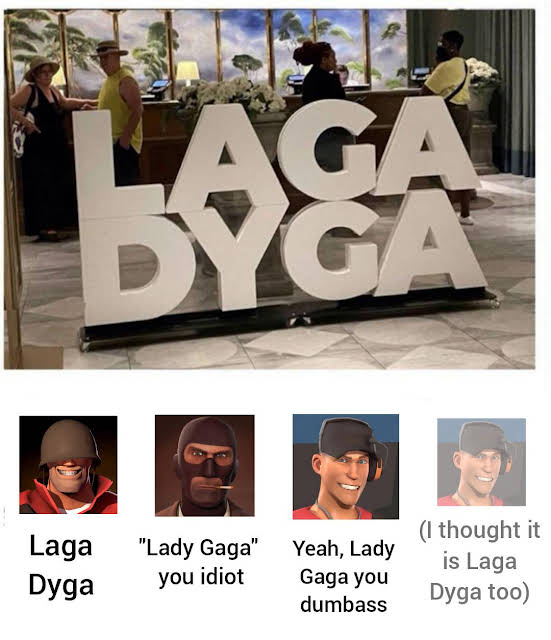 LAGA
DYGA
Laga
Dyga
"Lady Gaga"
you idiot
Yeah, Lady
Gaga you
dumbass
(I thought it
is Laga
Dyga too)